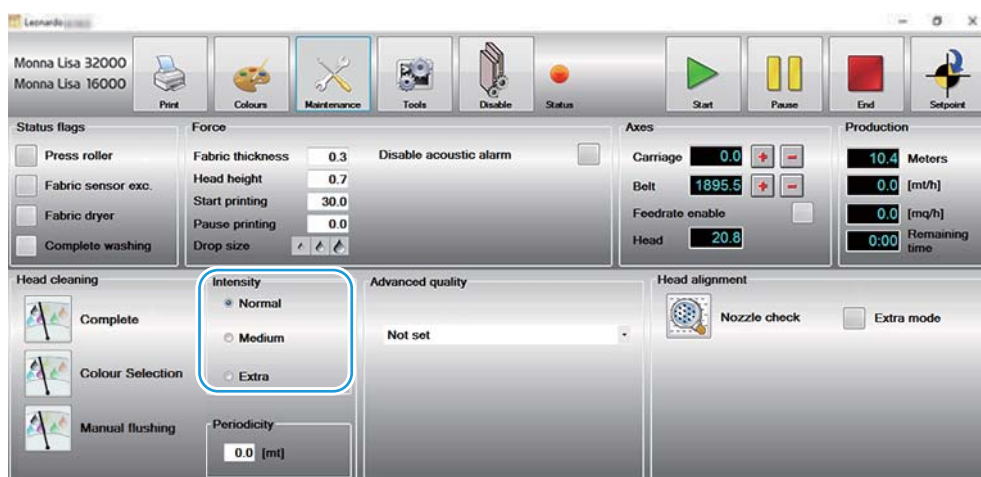 Leonardo
Monna Lisa 32000
Monna Lisa 16000
Print
Colours
Maintenance
Tools
Disable
Status
Start
Pause
End
Setpoint
Status flags
Press roller
Fabric sensor exc.
Fabric dryer
Complete washing
Force
Fabric thickness 0.3
Head height 0.7
Start printing 30.0
Pause printing 0.0
Drop size
Disable acoustic alarm
Axes
Carriage 0.0 + -
Belt 1895.5 + -
Feedrate enable
Head 20.8
Production
10.4 Meters
0.0 [mt/h]
0.0 [mq/h]
0:00 Remaining
time
Head cleaning
Complete
Colour Selection
Manual flushing
Intensity
Normal
Medium
Extra
Periodicity
0.0 [mt]
Advanced quality
Not set
Head alignment
Nozzle check
Extra mode